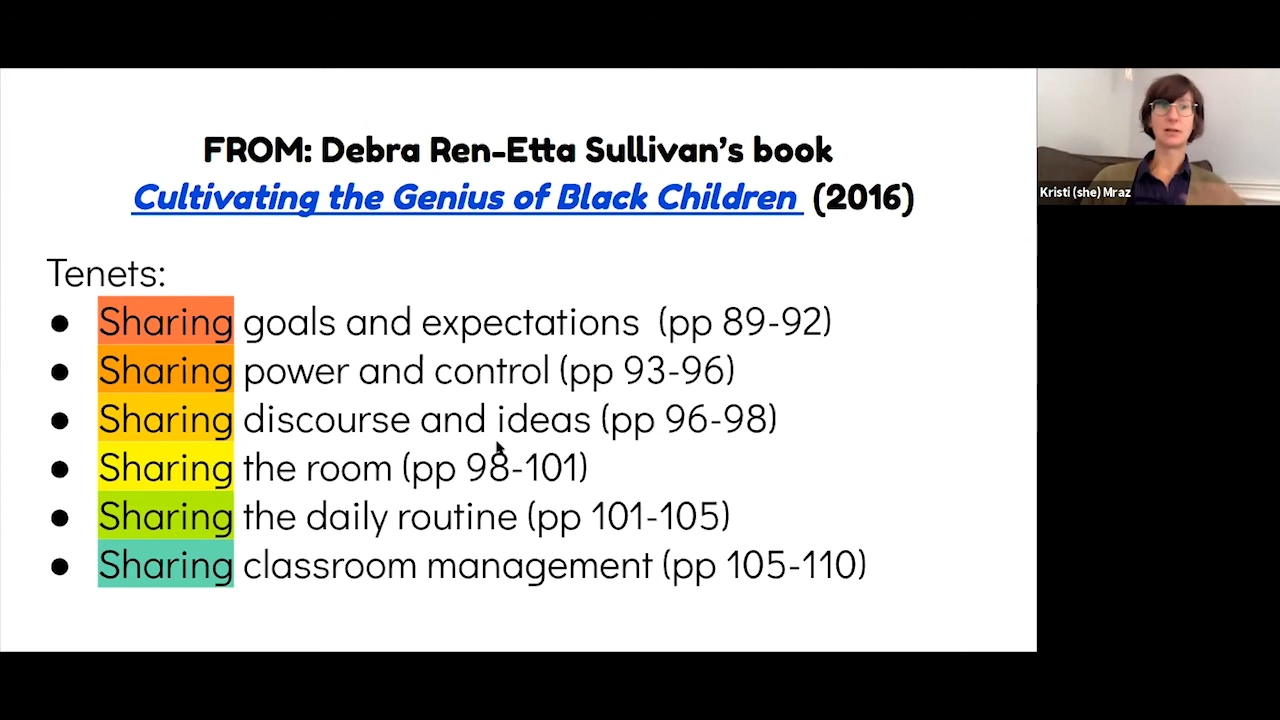 FROM: Debra Ren-Etta Sullivan's book
Cultivating the Genius of Black Children (2016)
Tenets:
● Sharing goals and expectations (pp 89-92)
● Sharing power and control (pp 93-96)
● Sharing discourse and ideas (pp 96-98)
● Sharing the room (pp 98-101)
● Sharing the daily routine (pp 101-105)
● Sharing classroom management (pp 105-110)
Kristi (she) Mraz